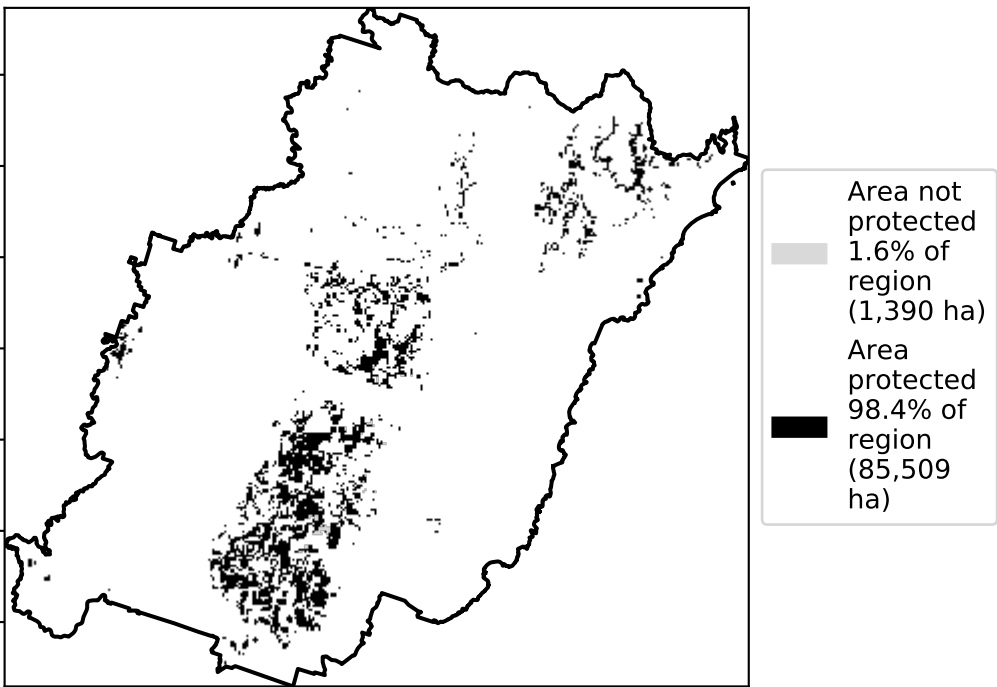 Area not
protected
1.6% of
region
(1,390 ha)
Area
protected
98.4% of
region
(85,509
ha)